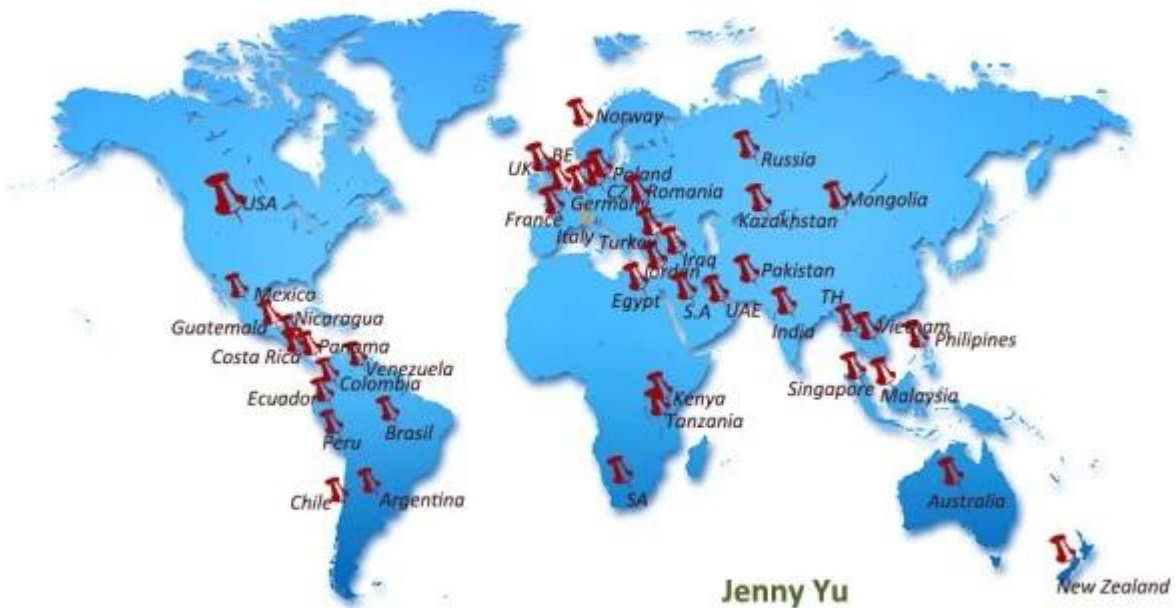 Norway
UK
BE
Poland
Russia
CZ
Romania
USA
Germany
Mongolia
France
Kazakhstan
Italy
Turkey
Iraq
Jordan
Pakistan
Mexico
Egypt
S.A
UAE
TH
India
Guatemala
Nicaragua
Vietnam
Philipines
Costa Rica
Panama
Venezuela
Colombia
Singapore
Malaysia
Ecuador
Kenya
Tanzania
Peru
Brasil
Chile
Argentina
SA
Australia
New Zealand
Jenny Yu